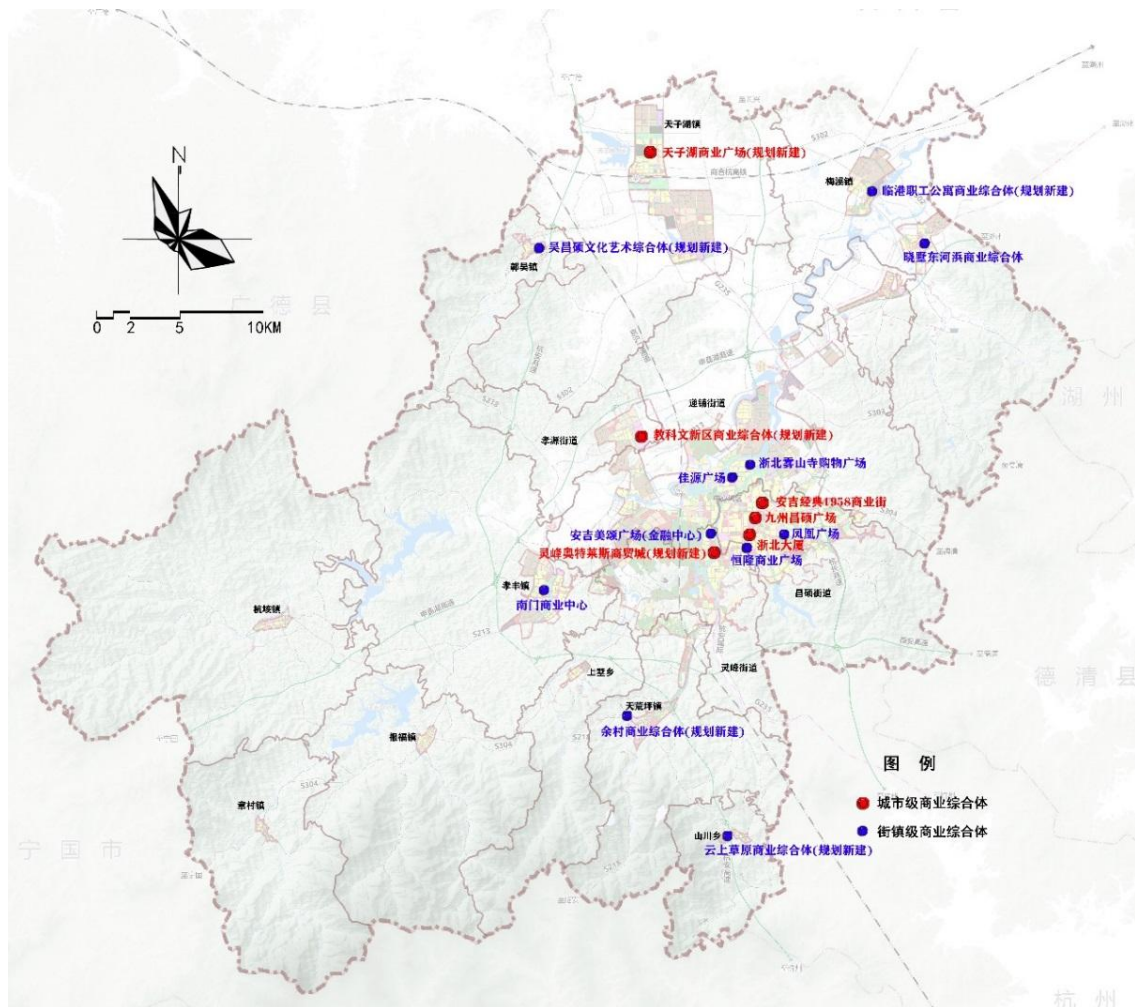 天子湖镇
天子湖商业广场(规划新建)
S302
梅溪镇
临港职工公寓商业综合体(规划新建)
N
吴昌硕文化艺术综合体(规划新建)
鄣吴镇
晓墅东河浜商业综合体
广德县
G235
0 2 5 10KM
湖州
递铺街道
孝源街道
教科文新区商业综合体(规划新建)
浙北雾山寺购物广场
佳源广场
安吉经典1958商业街
九州昌硕广场
安吉美颂广场(金融中心)
凤凰广场
浙北大厦
灵峰奥特莱斯商贸城(规划新建)
恒隆商业广场
孝丰镇
南门商业中心
昌硕街道
杭垓镇
S213
上墅乡
灵峰街道
德清县
天荒坪镇
余村商业综合体(规划新建)
报福镇
S304
图 例
城市级商业综合体
街镇级商业综合体
章村镇
S304
山川乡
云上草原商业综合体(规划新建)
宁国市
杭州